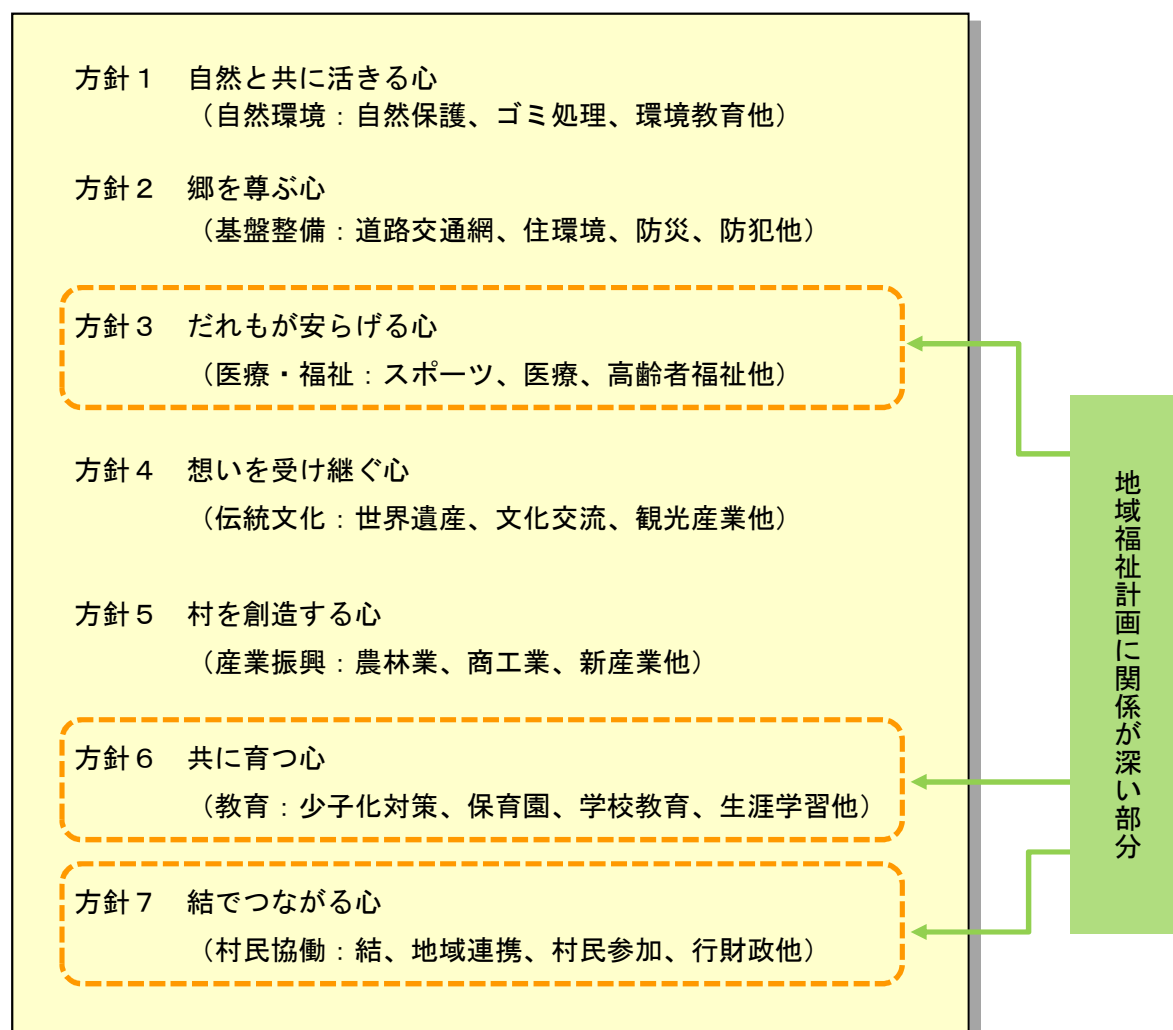 方針１　自然と共に活きる心
（自然環境：自然保護、ゴミ処理、環境教育他）
方針２　郷を尊ぶ心
（基盤整備：道路交通網、住環境、防災、防犯他）
方針３　だれもが安らげる心
（医療・福祉：スポーツ、医療、高齢者福祉他）
方針４　想いを受け継ぐ心
（伝統文化：世界遺産、文化交流、観光産業他）
方針５　村を創造する心
（産業振興：農林業、商工業、新産業他）
方針６　共に育つ心
（教育：少子化対策、保育園、学校教育、生涯学習他）
方針７　結でつながる心
（村民協働：結、地域連携、村民参加、行財政他）
地域福祉計画に関係が深い部分